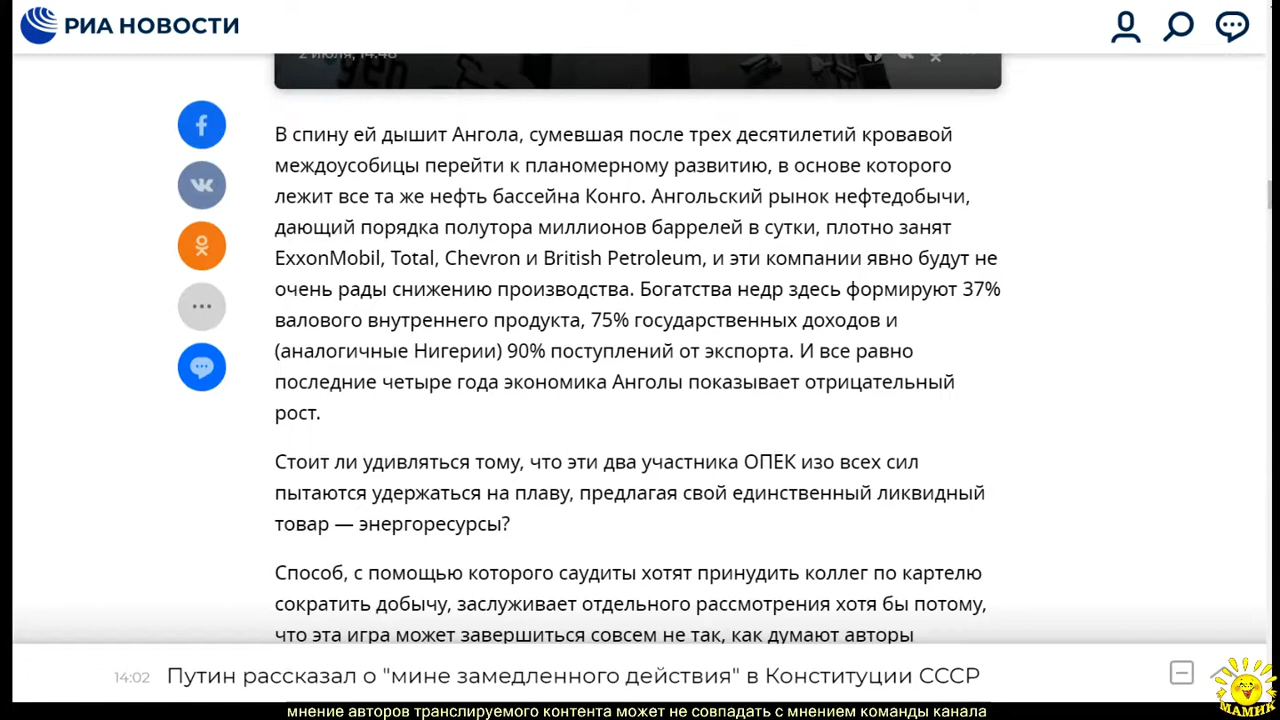 РИА НОВОСТИ
2 июля, 14:48
В спину ей дышит Ангола, сумевшая после трех десятилетий кровавой
междоусобицы перейти к планомерному развитию, в основе которого
лежит все та же нефть бассейна Конго. Ангольский рынок нефтедобычи,
дающий порядка полутора миллионов баррелей в сутки, плотно занят
ExxonMobil, Total, Chevron и British Petroleum, и эти компании явно будут не
очень рады снижению производства. Богатства недр здесь формируют 37%
валового внутреннего продукта, 75% государственных доходов и
(аналогичные Нигерии) 90% поступлений от экспорта. И все равно
последние четыре года экономика Анголы показывает отрицательный
рост.
Стоит ли удивляться тому, что эти два участника ОПЕК изо всех сил
пытаются удержаться на плаву, предлагая свой единственный ликвидный
товар — энергоресурсы?
Способ, с помощью которого саудиты хотят принудить коллег по картелю
сократить добычу, заслуживает отдельного рассмотрения хотя бы потому,
что эта игра может завершиться совсем не так, как думают авторы
14:02 Путин рассказал о "мине замедленного действия" в Конституции СССР
МАМИК
мнение авторов транслируемого контента может не совпадать с мнением команды канала